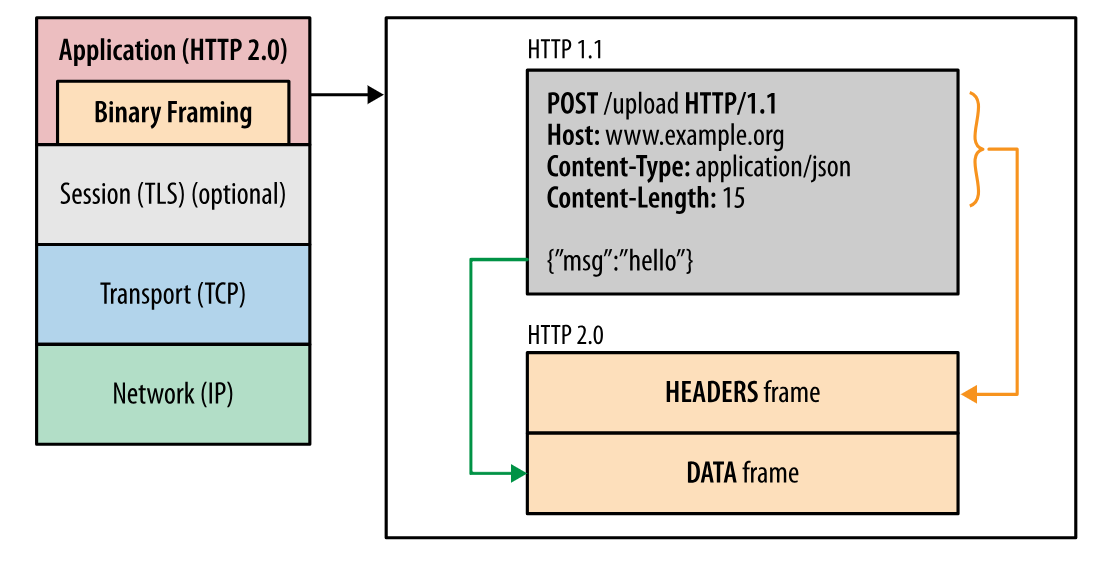 Application (HTTP 2.0)
Binary Framing
Session (TLS) (optional)
Transport (TCP)
Network (IP)
HTTP 1.1
POST /upload HTTP/1.1
Host: www.example.org
Content-Type: application/json
Content-Length: 15
{”msg”:”hello”}
HTTP 2.0
HEADERS frame
DATA frame